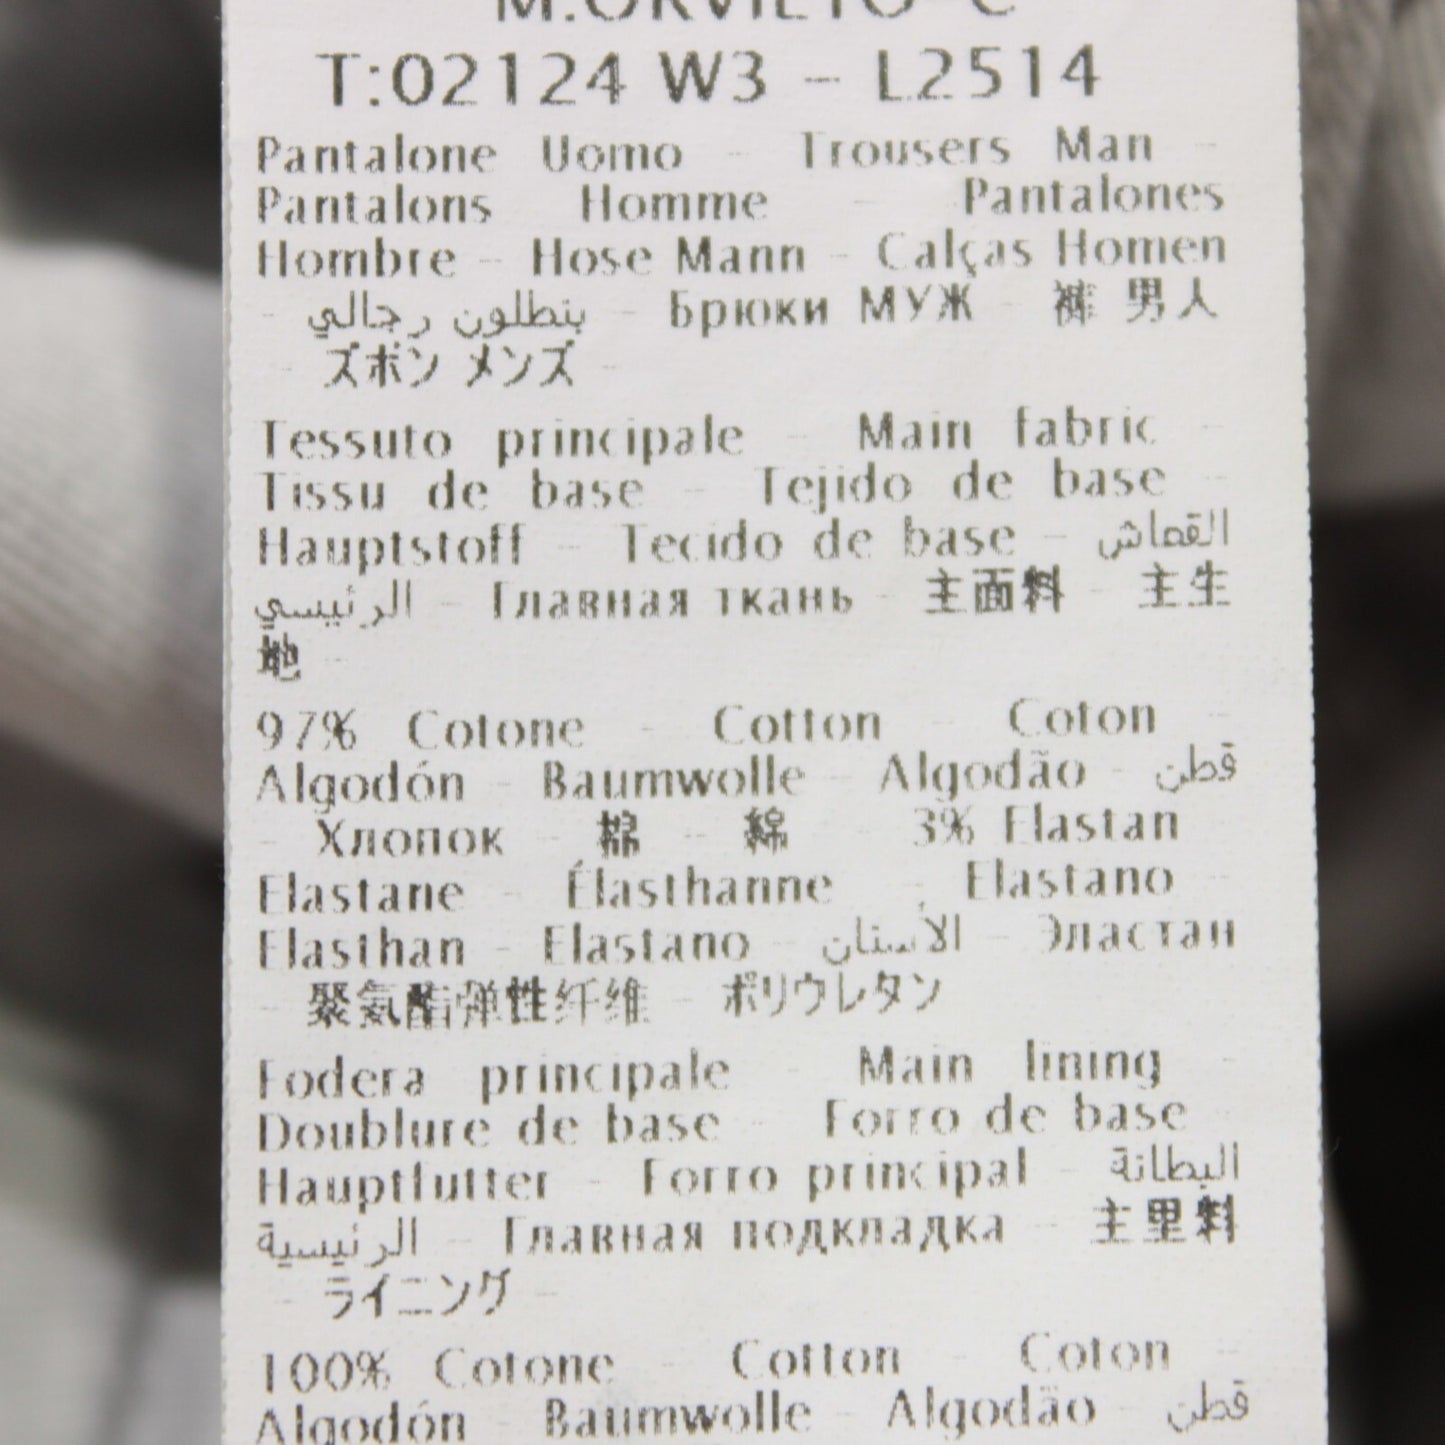 M.ORVIETO-C
T:02124 W3 - L2514
Pantalone Uomo - Trousers Man -
Pantalons Homme - Pantalones
Hombre - Hose Mann - Calças Homen
- بنطلون رجالي - Брюки МУЖ - 裤 男人
- ズボン メンズ -
Tessuto principale - Main fabric -
Tissu de base - Tejido de base -
Hauptstoff - Tecido de base - القماش
الرئيسي - Главная ткань - 主面料 - 主生
地 -
97% Cotone - Cotton - Coton -
Algodón - Baumwolle - Algodão - قطن
- Хлопок - 棉 - 綿 - 3% Elastan -
Elastane - Élasthanne - Elastano -
Elasthan - Elastano - الأستان - Эластан
- 聚氨酯弹性纤维 - ポリウレタン
Fodera principale - Main lining -
Doublure de base - Forro de base -
Hauptfutter - Forro principal - البطانة
الرئيسية - Главная подкладка - 主里料
- ライニング -
100% Cotone - Cotton - Coton -
Algodón - Baumwolle - Algodão - قطن